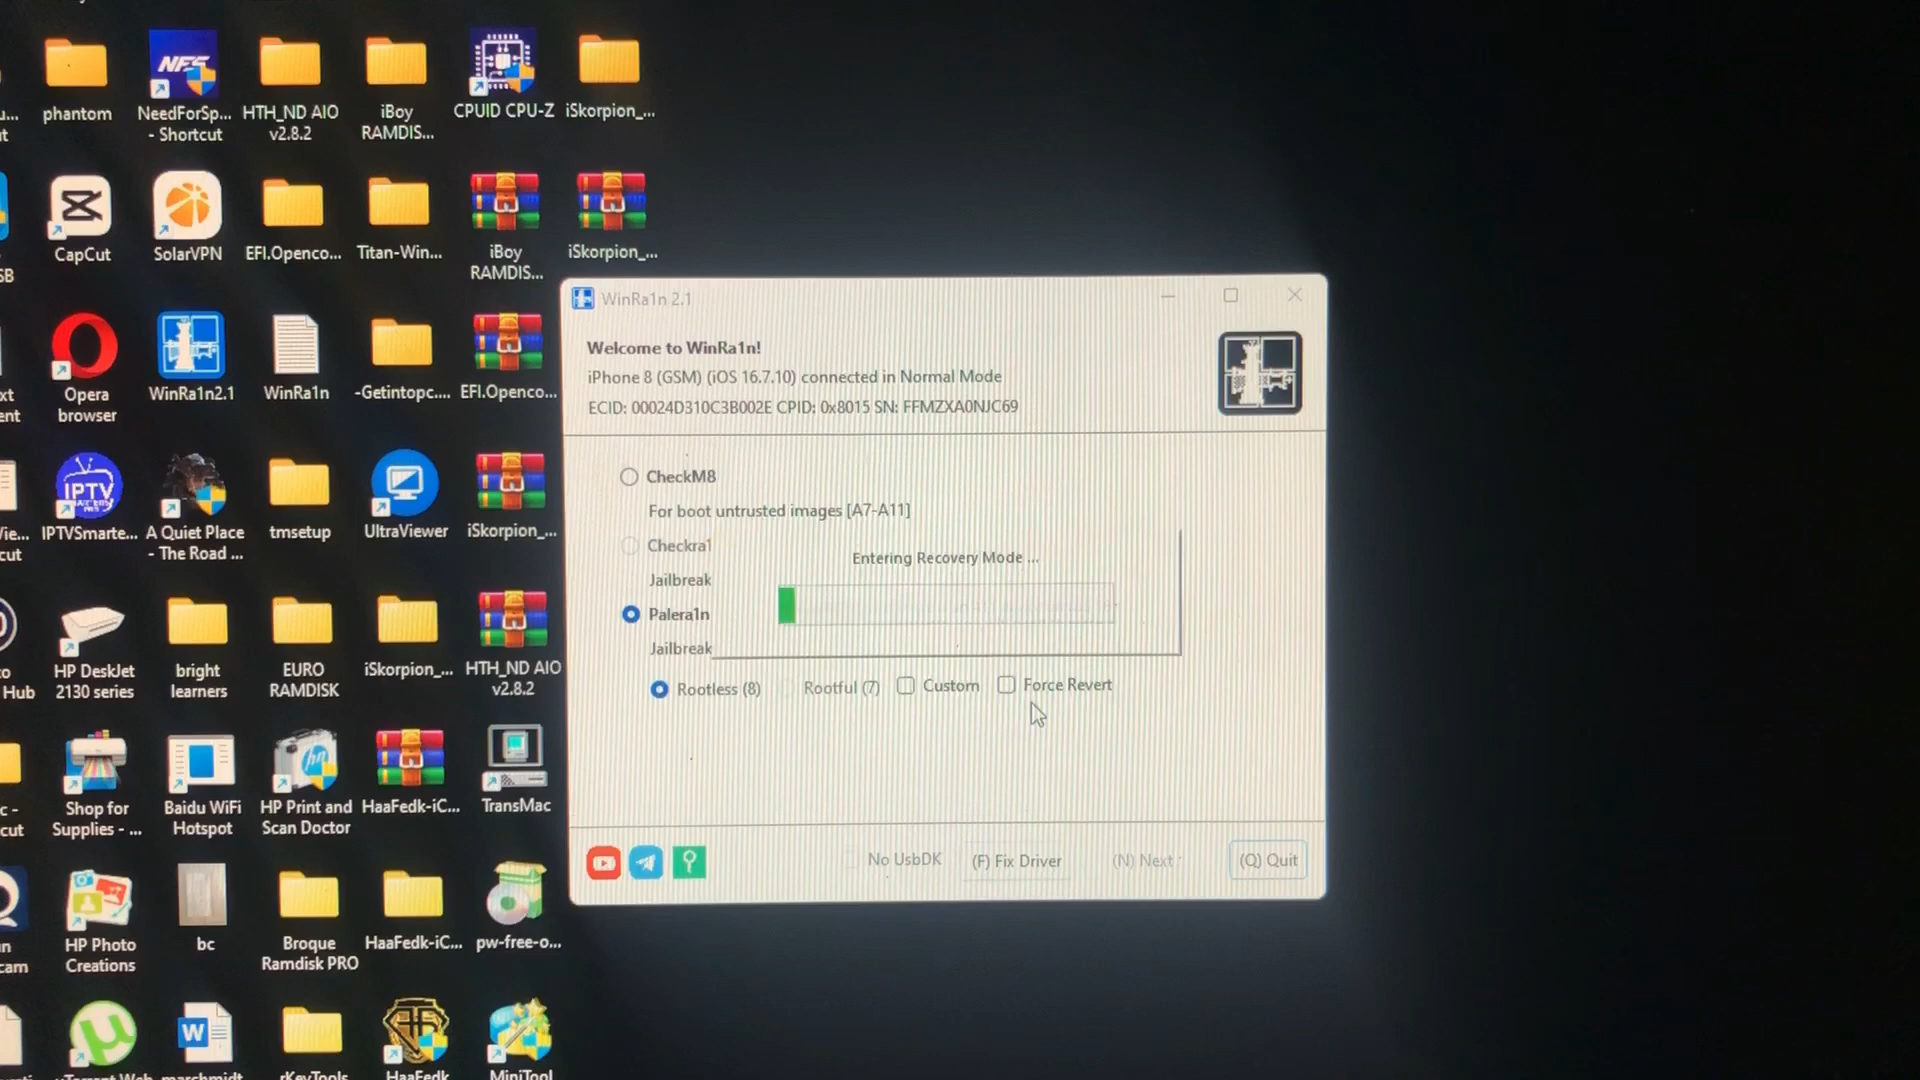 phantom
NeedForSp...
- Shortcut
HTH_ND AIO
v2.8.2
iBoy
RAMDIS...
CPUID CPU-Z
iSkorpion_...
NFS
CapCut
SolarVPN
EFI.Openco...
Titan-Win...
iBoy
RAMDIS...
iSkorpion_...
Opera
browser
WinRa1n2.1
WinRa1n
-Getintopc....
EFI.Openco...
IPTV
IPTVSmarte...
A Quiet Place
- The Road ...
tmsetup
UltraViewer
iSkorpion_...
Hub
HP DeskJet
2130 series
bright
learners
EURO
RAMDISK
iSkorpion_...
HTH_ND AIO
v2.8.2
Shop for
Supplies - ...
Baidu WiFi
Hotspot
HP Print and
Scan Doctor
HaaFedk-iC...
TransMac
HP Photo
Creations
bc
Broque
Ramdisk PRO
HaaFedk-iC...
pw-free-o...
rKeyTools
HaaFedk
MiniTool
WinRa1n 2.1
Welcome to WinRa1n!
iPhone 8 (GSM) (iOS 16.7.10) connected in Normal Mode
ECID: 00024D310C3B002E CPID: 0x8015 SN: FFMZXA0NJC69
CheckM8
For boot untrusted images [A7-A11]
Checkra1
Jailbreak
Entering Recovery Mode ...
Palera1n
Jailbreak
Rootless (8) Rootful (7) Custom Force Revert
No UsbDK (F) Fix Driver (N) Next (Q) Quit